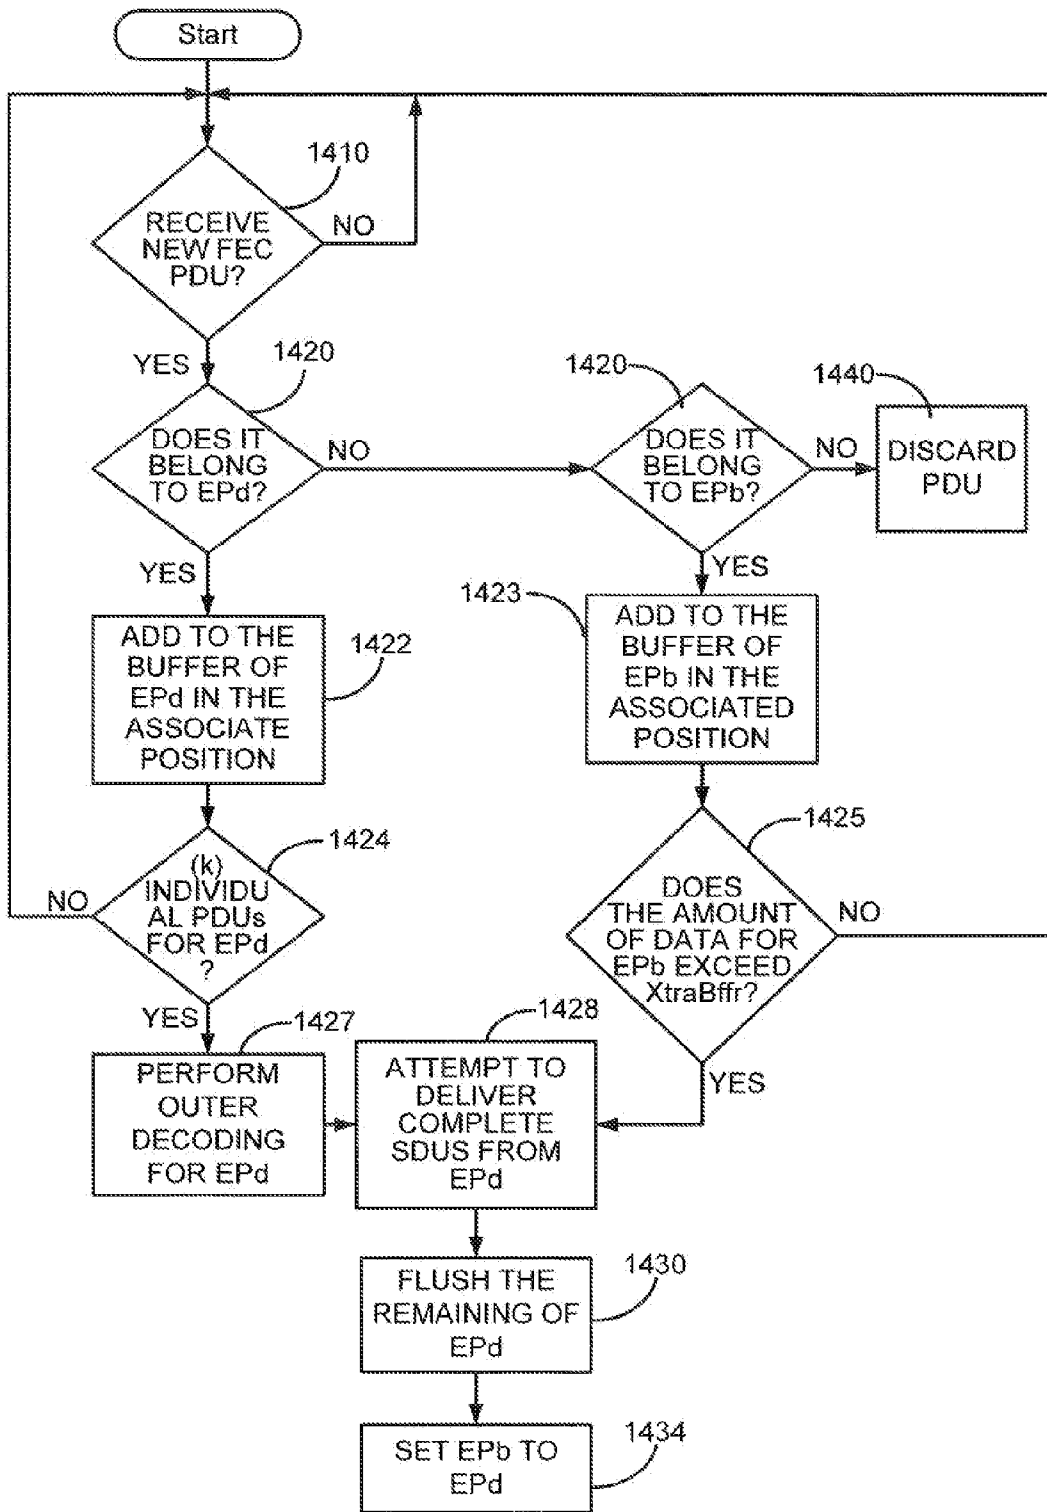 Start
1410
RECEIVE
NEW FEC
PDU?
NO
YES
1420
DOES IT
BELONG
TO EPd?
NO
1420
DOES IT
BELONG
TO EPb?
NO
1440
DISCARD
PDU
YES
YES
ADD TO THE
BUFFER OF
EPd IN THE
ASSOCIATE
POSITION
1422
1423
ADD TO THE
BUFFER OF
EPb IN THE
ASSOCIATED
POSITION
1424
(k)
INDIVIDU
AL PDUs
FOR EPd
?
NO
YES
1425
DOES
THE AMOUNT
OF DATA FOR
EPb EXCEED
XtraBffr?
NO
YES
1427
PERFORM
OUTER
DECODING
FOR EPd
1428
ATTEMPT TO
DELIVER
COMPLETE
SDUS FROM
EPd
FLUSH THE
REMAINING OF
EPd
1430
SET EPb TO
EPd
1434